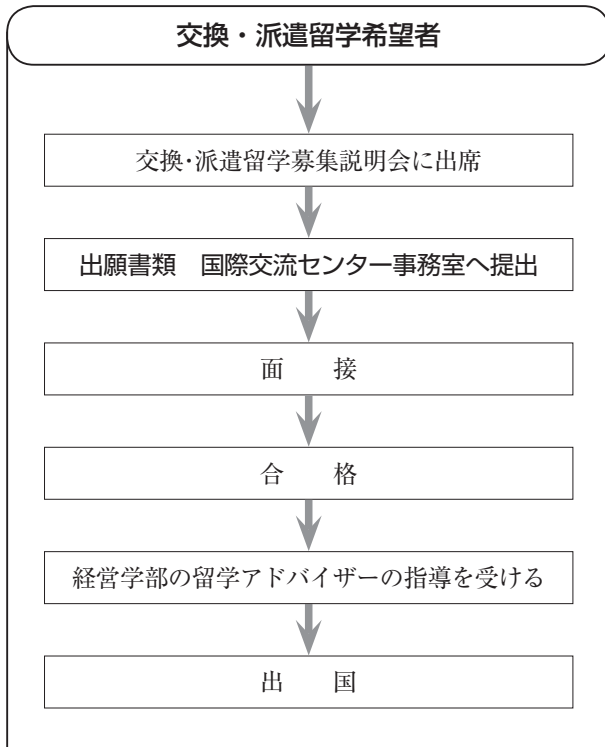 交換・派遣留学希望者
交換・派遣留学募集説明会に出席
出願書類　国際交流センター事務室へ提出
面　　接
合　　格
経営学部の留学アドバイザーの指導を受ける
出　　国